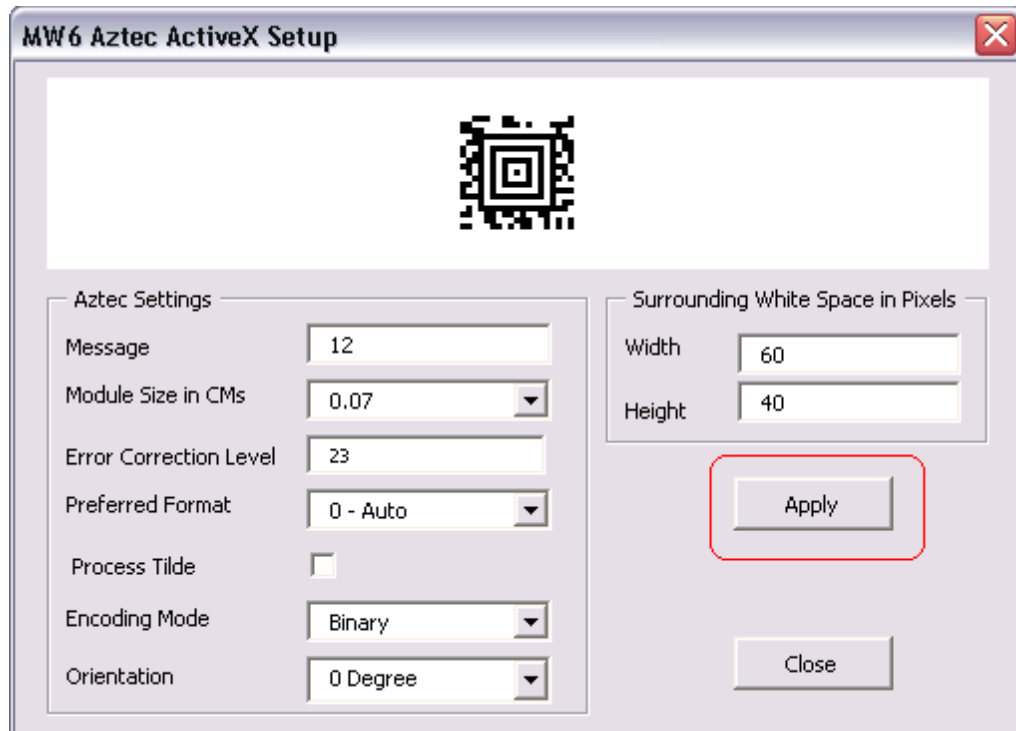 MW6 Aztec ActiveX Setup
Aztec Settings
Message 12
Module Size in CMs 0.07
Error Correction Level 23
Preferred Format 0 - Auto
Process Tilde
Encoding Mode Binary
Orientation 0 Degree
Surrounding White Space in Pixels
Width 60
Height 40
Apply
Close